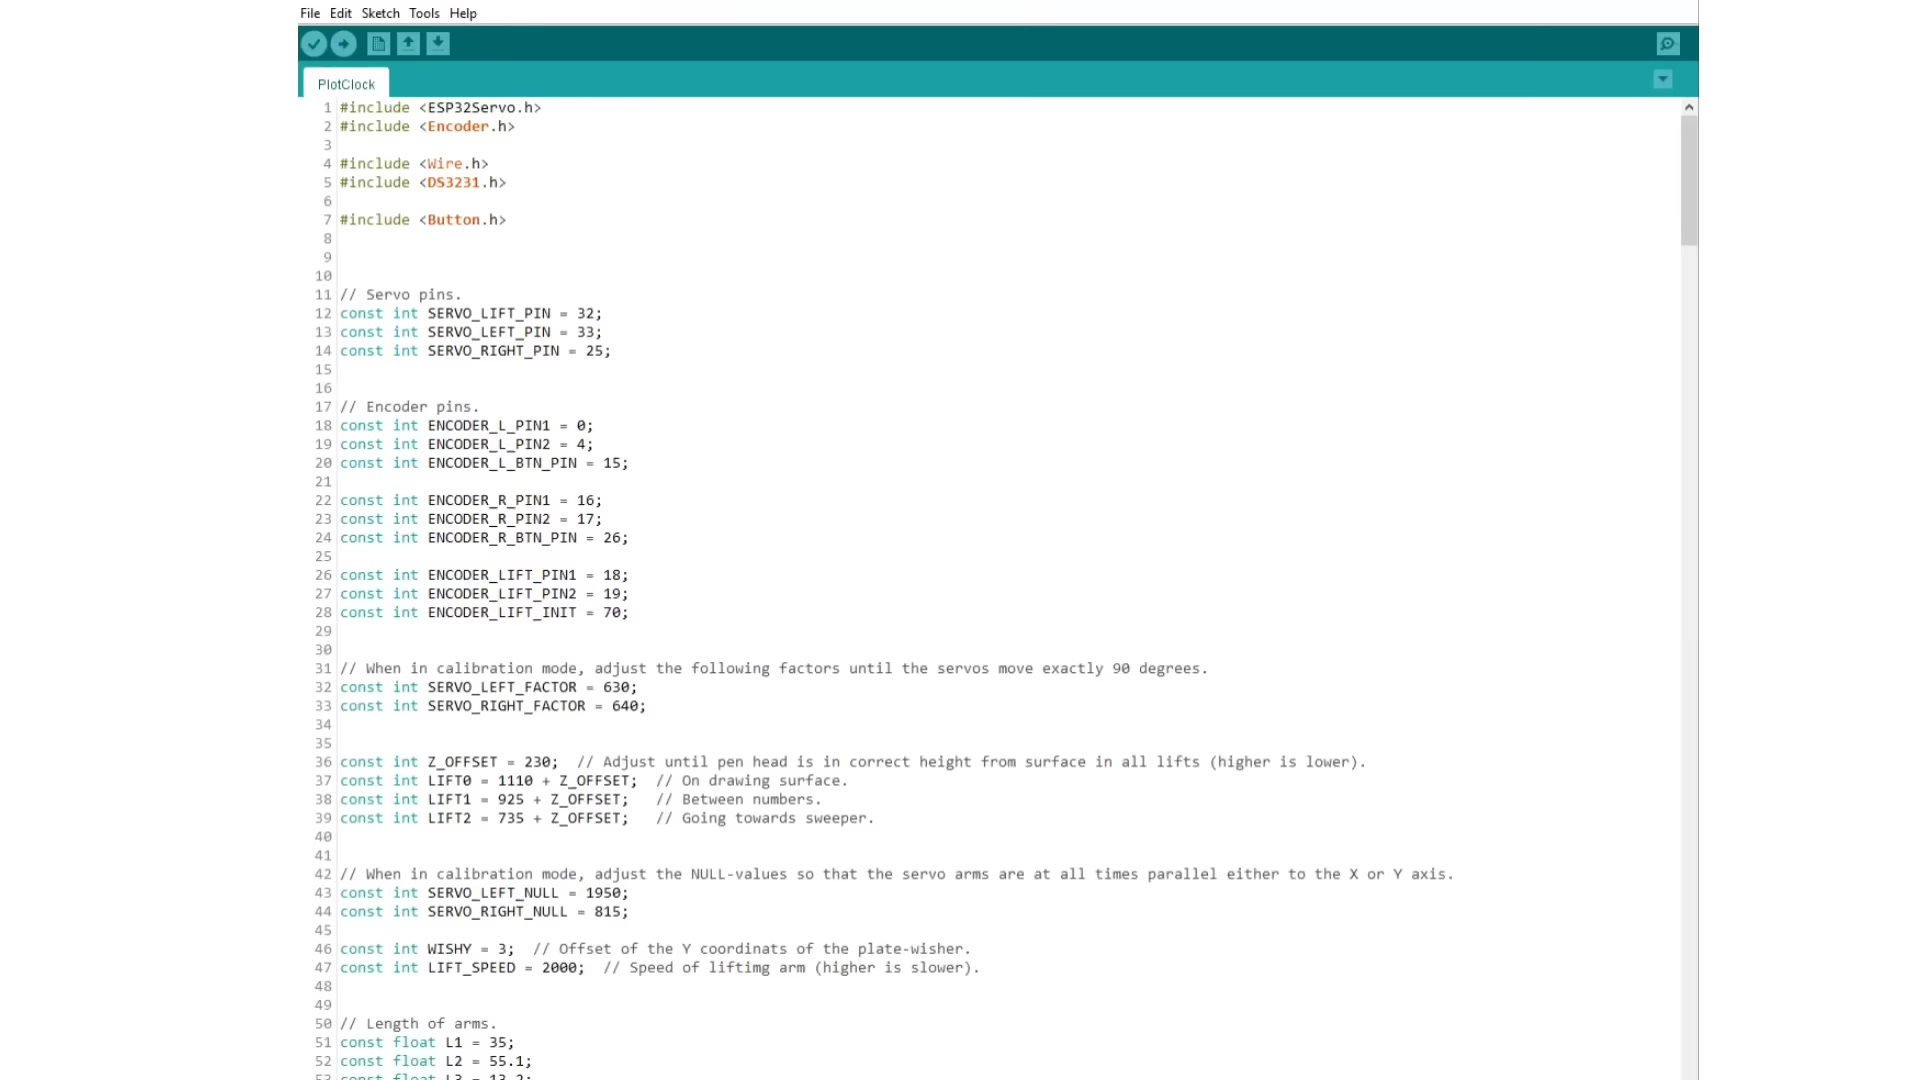 File Edit Sketch Tools Help
PlotClock
1 #include <ESP32Servo.h>
2 #include <Encoder.h>
3
4 #include <Wire.h>
5 #include <DS3231.h>
6
7 #include <Button.h>
8
9
10
11 // Servo pins.
12 const int SERVO_LIFT_PIN = 32;
13 const int SERVO_LEFT_PIN = 33;
14 const int SERVO_RIGHT_PIN = 25;
15
16
17 // Encoder pins.
18 const int ENCODER_L_PIN1 = 0;
19 const int ENCODER_L_PIN2 = 4;
20 const int ENCODER_L_BTN_PIN = 15;
21
22 const int ENCODER_R_PIN1 = 16;
23 const int ENCODER_R_PIN2 = 17;
24 const int ENCODER_R_BTN_PIN = 26;
25
26 const int ENCODER_LIFT_PIN1 = 18;
27 const int ENCODER_LIFT_PIN2 = 19;
28 const int ENCODER_LIFT_INIT = 70;
29
30
31 // When in calibration mode, adjust the following factors until the servos move exactly 90 degrees.
32 const int SERVO_LEFT_FACTOR = 630;
33 const int SERVO_RIGHT_FACTOR = 640;
34
35
36 const int Z_OFFSET = 230;  // Adjust until pen head is in correct height from surface in all lifts (higher is lower).
37 const int LIFT0 = 1110 + Z_OFFSET;  // On drawing surface.
38 const int LIFT1 = 925 + Z_OFFSET;   // Between numbers.
39 const int LIFT2 = 735 + Z_OFFSET;   // Going towards sweeper.
40
41
42 // When in calibration mode, adjust the NULL-values so that the servo arms are at all times parallel either to the X or Y axis.
43 const int SERVO_LEFT_NULL = 1950;
44 const int SERVO_RIGHT_NULL = 815;
45
46 const int WISHY = 3;  // Offset of the Y coordinats of the plate-wisher.
47 const int LIFT_SPEED = 2000;  // Speed of liftimg arm (higher is slower).
48
49
50 // Length of arms.
51 const float L1 = 35;
52 const float L2 = 55.1;
53 const float L3 = 13.2;